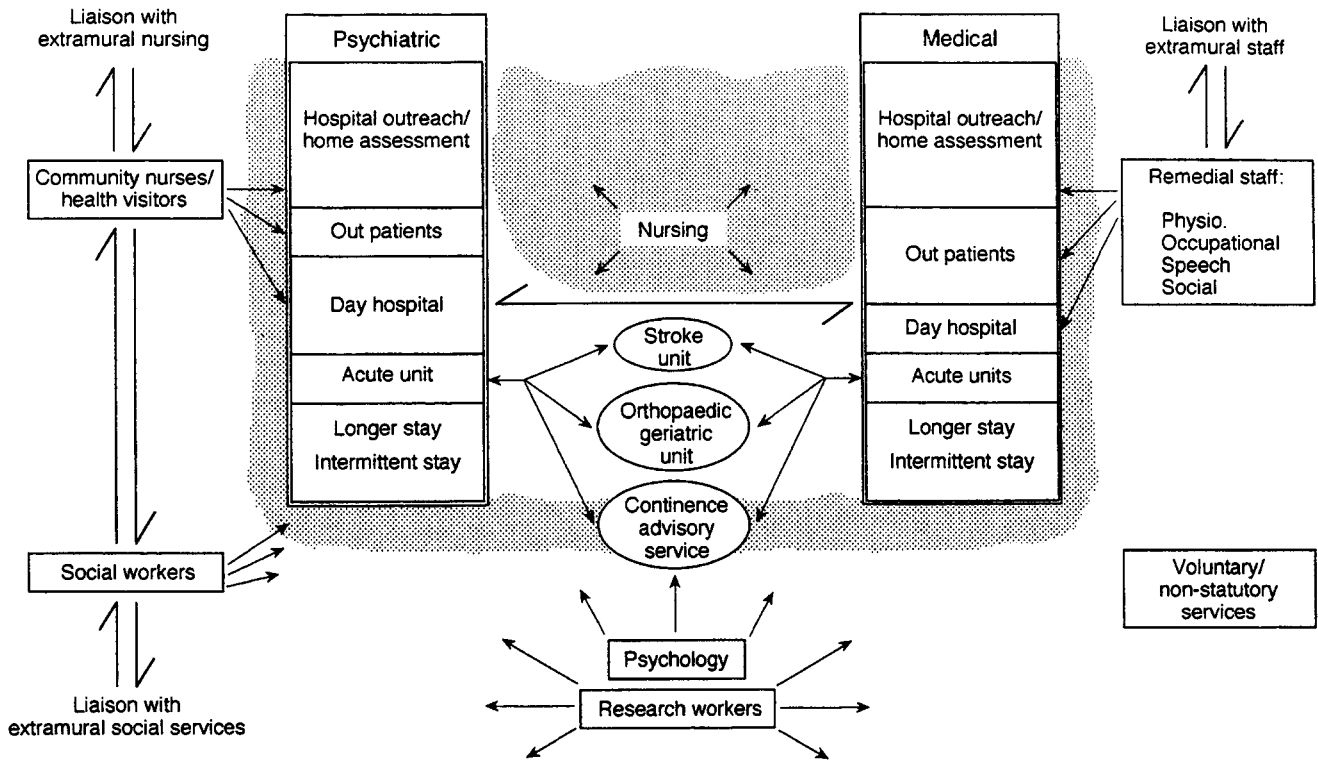 Liaison with
extramural nursing
Community nurses/
health visitors
Social workers
Liaison with
extramural social services
Psychiatric
Hospital outreach/
home assessment
Out patients
Day hospital
Acute unit
Longer stay
Intermittent stay
Nursing
Stroke
unit
Orthopaedic
geriatric
unit
Continence
advisory
service
Psychology
Research workers
Medical
Hospital outreach/
home assessment
Out patients
Day hospital
Acute units
Longer stay
Intermittent stay
Liaison with
extramural staff
Remedial staff:
Physio.
Occupational
Speech
Social
Voluntary/
non-statutory
services